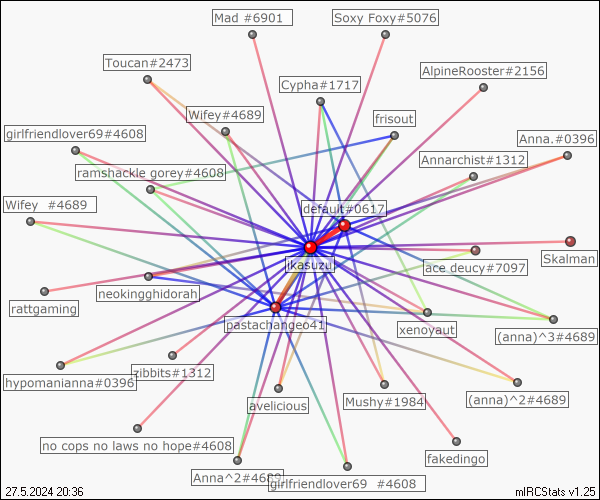 Mad #6901
Soxy Foxy#5076
Toucan#2473
AlpineRooster#2156
Cypha#1717
Wifey#4689
frisout
girlfriendlover69#4608
Anna.#0396
Annarchist#1312
ramshackle gorey#4608
Wifey #4689
default#0617
Skalman
ikasuzu
ace deucy#7097
neokingghidorah
rattgaming
pastachangeo41
xenoyaut
(anna)^3#4689
zibbits#1312
hypomanianna#0396
Mushy#1984
(anna)^2#4689
avelicious
no cops no laws no hope#4608
fakedingo
Anna^2#4689
girlfriendlover69 #4608
27.5.2024 20:36
mIRCStats v1.25